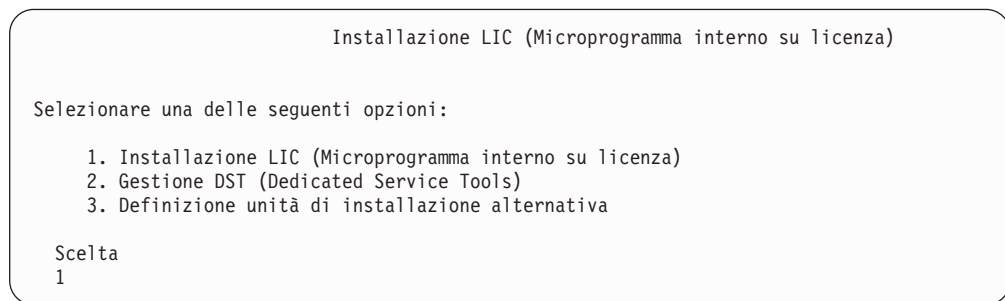 Installazione LIC (Microprogramma interno su licenza)
Selezionare una delle seguenti opzioni:
1. Installazione LIC (Microprogramma interno su licenza)
2. Gestione DST (Dedicated Service Tools)
3. Definizione unità di installazione alternativa
Scelta
1